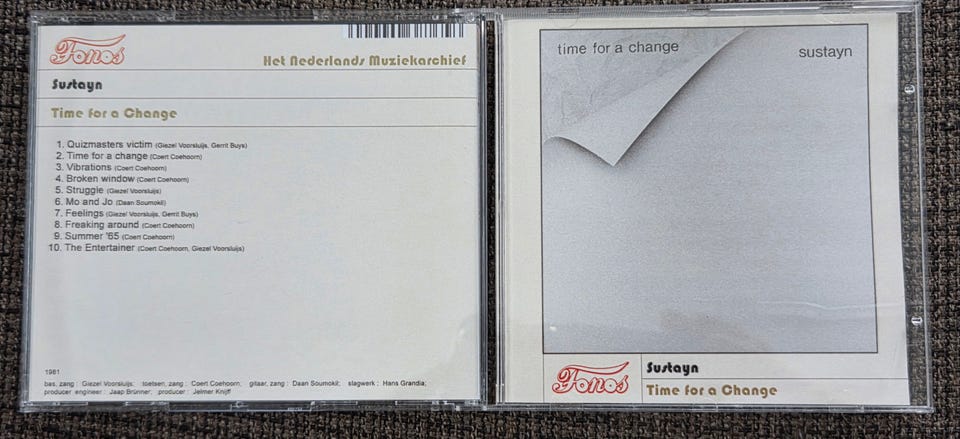 Fonos
Het Nederlands Muziekarchief
Sustayn
Time for a Change
1. Quizmasters victim (Giezel Voorsluijs, Gerrit Buys)
2. Time for a change (Coert Coehoorn)
3. Vibrations (Coert Coehoorn)
4. Broken window (Coert Coehoorn)
5. Struggle (Giezel Voorsluijs)
6. Mo and Jo (Daan Soumokil)
7. Feelings (Giezel Voorsluijs, Gerrit Buys)
8. Freaking around (Coert Coehoorn)
9. Summer '65 (Coert Coehoorn)
10. The Entertainer (Coert Coehoorn, Giezel Voorsluijs)
1981
bas, zang : Giezel Voorsluijs; toetsen, zang : Coert Coehoorn; gitaar, zang : Daan Soumokil; slagwerk : Hans Grandia;
producer engineer : Jaap Brunner; producer : Jelmer Knijff
time for a change
sustayn
Fonos
Sustayn
Time for a Change